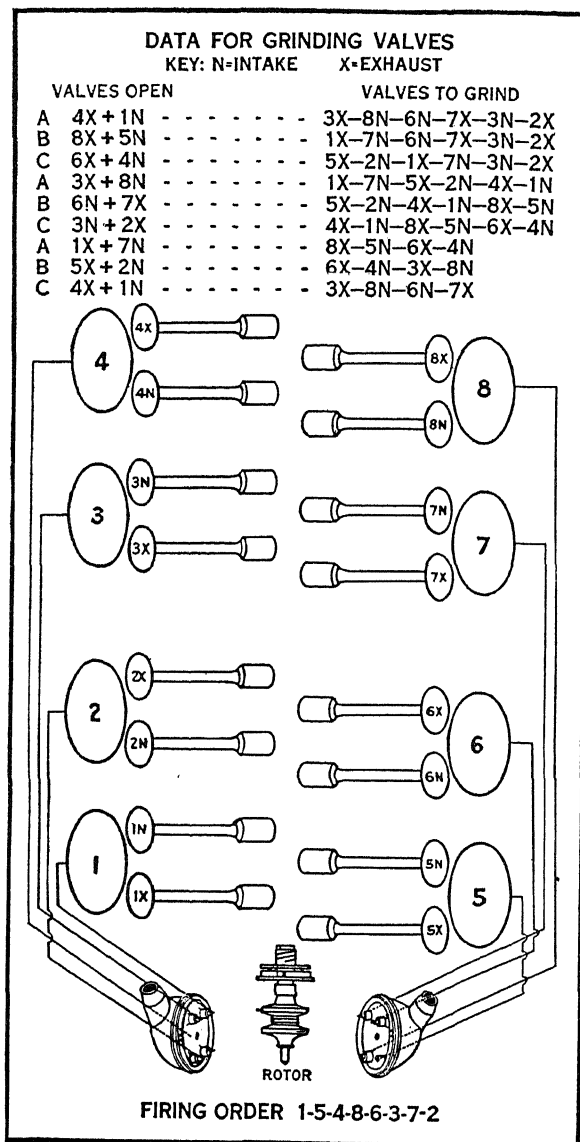 DATA FOR GRINDING VALVES
KEY: N=INTAKE X=EXHAUST
VALVES OPEN VALVES TO GRIND
A 4X + 1N - - - - - - - 3X–8N–6N–7X–3N–2X
B 8X + 5N - - - - - - - 1X–7N–6N–7X–3N–2X
C 6X + 4N - - - - - - - 5X–2N–1X–7N–3N–2X
A 3X + 8N - - - - - - - 1X–7N–5X–2N–4X–1N
B 6N + 7X - - - - - - - 5X–2N–4X–1N–8X–5N
C 3N + 2X - - - - - - - 4X–1N–8X–5N–6X–4N
A 1X + 7N - - - - - - - 8X–5N–6X–4N
B 5X + 2N - - - - - - - 6X–4N–3X–8N
C 4X + 1N - - - - - - - 3X–8N–6N–7X
4X
4
4N
8X
8
8N
3N
3
3X
7N
7
7X
2X
2
2N
6X
6
6N
1N
1
1X
5N
5
5X
ROTOR
FIRING ORDER 1-5-4-8-6-3-7-2